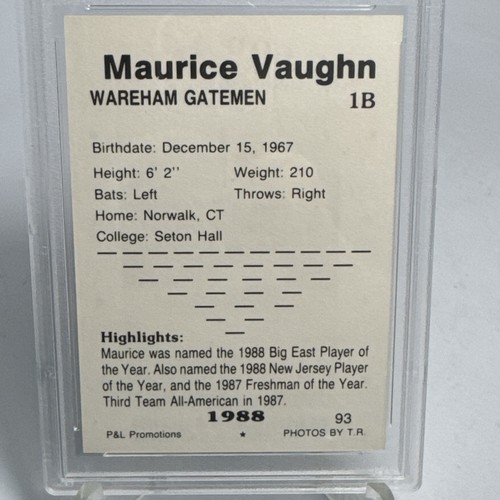 Maurice Vaughn
WAREHAM GATEMEN 1B
Birthdate: December 15, 1967
Height: 6' 2'' Weight: 210
Bats: Left Throws: Right
Home: Norwalk, CT
College: Seton Hall
Highlights:
Maurice was named the 1988 Big East Player of
the Year. Also named the 1988 New Jersey Player
of the Year, and the 1987 Freshman of the Year.
Third Team All-American in 1987.
1988 93
P&L Promotions ★ PHOTOS BY T.R.